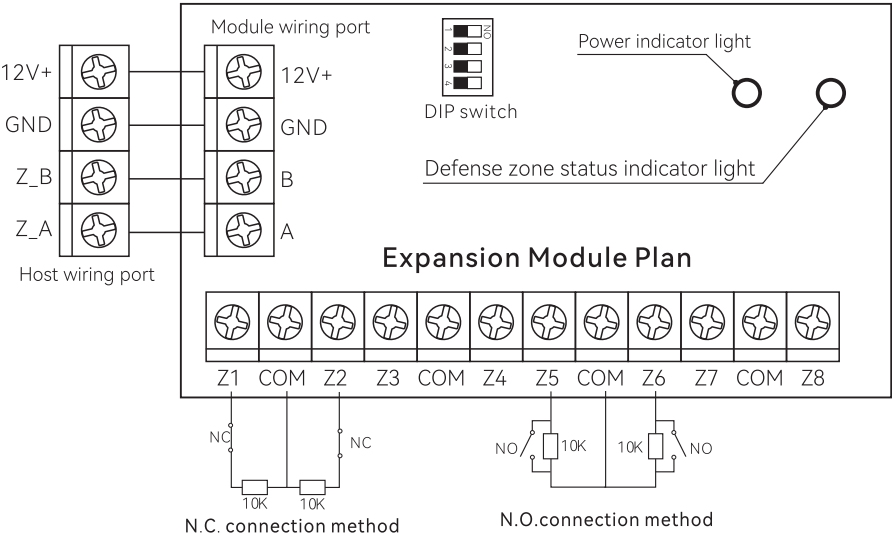 Module wiring port
12V+
GND
Z_B
Z_A
Host wiring port
12V+
GND
B
A
1
2
3
4
NO
DIP switch
Power indicator light
Defense zone status indicator light
Expansion Module Plan
Z1 COM Z2 Z3 COM Z4 Z5 COM Z6 Z7 COM Z8
NC
NC
10K
10K
N.C. connection method
NO
10K
10K
NO
N.O.connection method